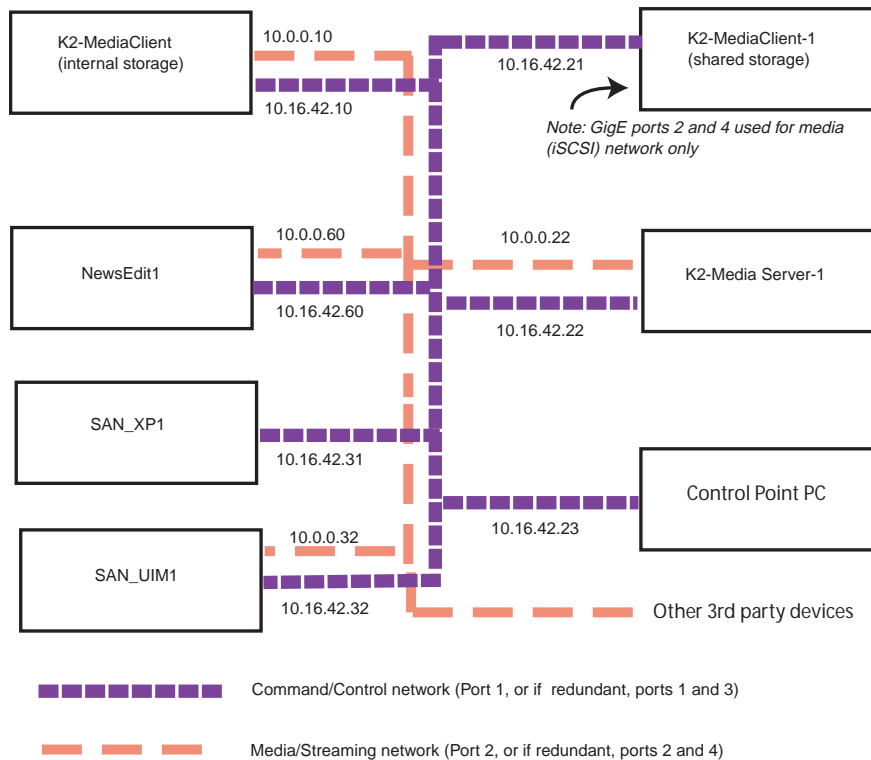 K2-MediaClient
(internal storage)
10.0.0.10
10.16.42.10
10.16.42.21
K2-MediaClient-1
(shared storage)
Note: GigE ports 2 and 4 used for media
(iSCSI) network only
NewsEdit1
10.0.0.60
10.16.42.60
10.0.0.22
10.16.42.22
K2-Media Server-1
SAN_XP1
10.16.42.31
10.16.42.23
Control Point PC
SAN_UIM1
10.0.0.32
10.16.42.32
Other 3rd party devices
Command/Control network (Port 1, or if redundant, ports 1 and 3)
Media/Streaming network (Port 2, or if redundant, ports 2 and 4)